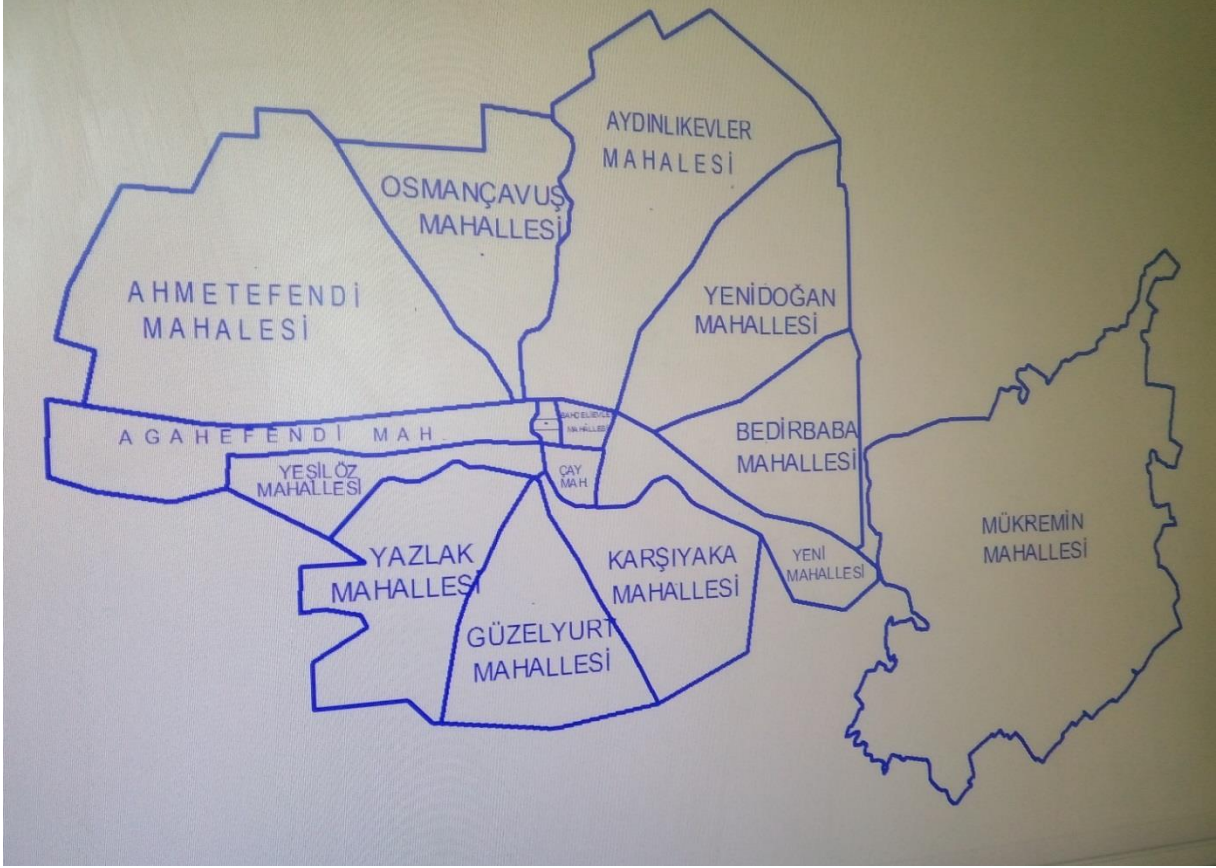 AYDINLIKEVLER
MAHALESİ
OSMANÇAVUŞ
MAHALLESİ
AHMETEFENDİ
MAHALESİ
YENİDOĞAN
MAHALLESİ
AGAHEFENDİ MAH
MAHALLESİ
BEDİRBABA
MAHALLESİ
YEŞİLÖZ
MAHALLESİ
ÇAY
MAH
MÜKREMİN
MAHALLESİ
YAZLAK
MAHALLESİ
KARŞIYAKA
MAHALLESİ
YENİ
MAHALLESİ
GÜZELYURT
MAHALLESİ